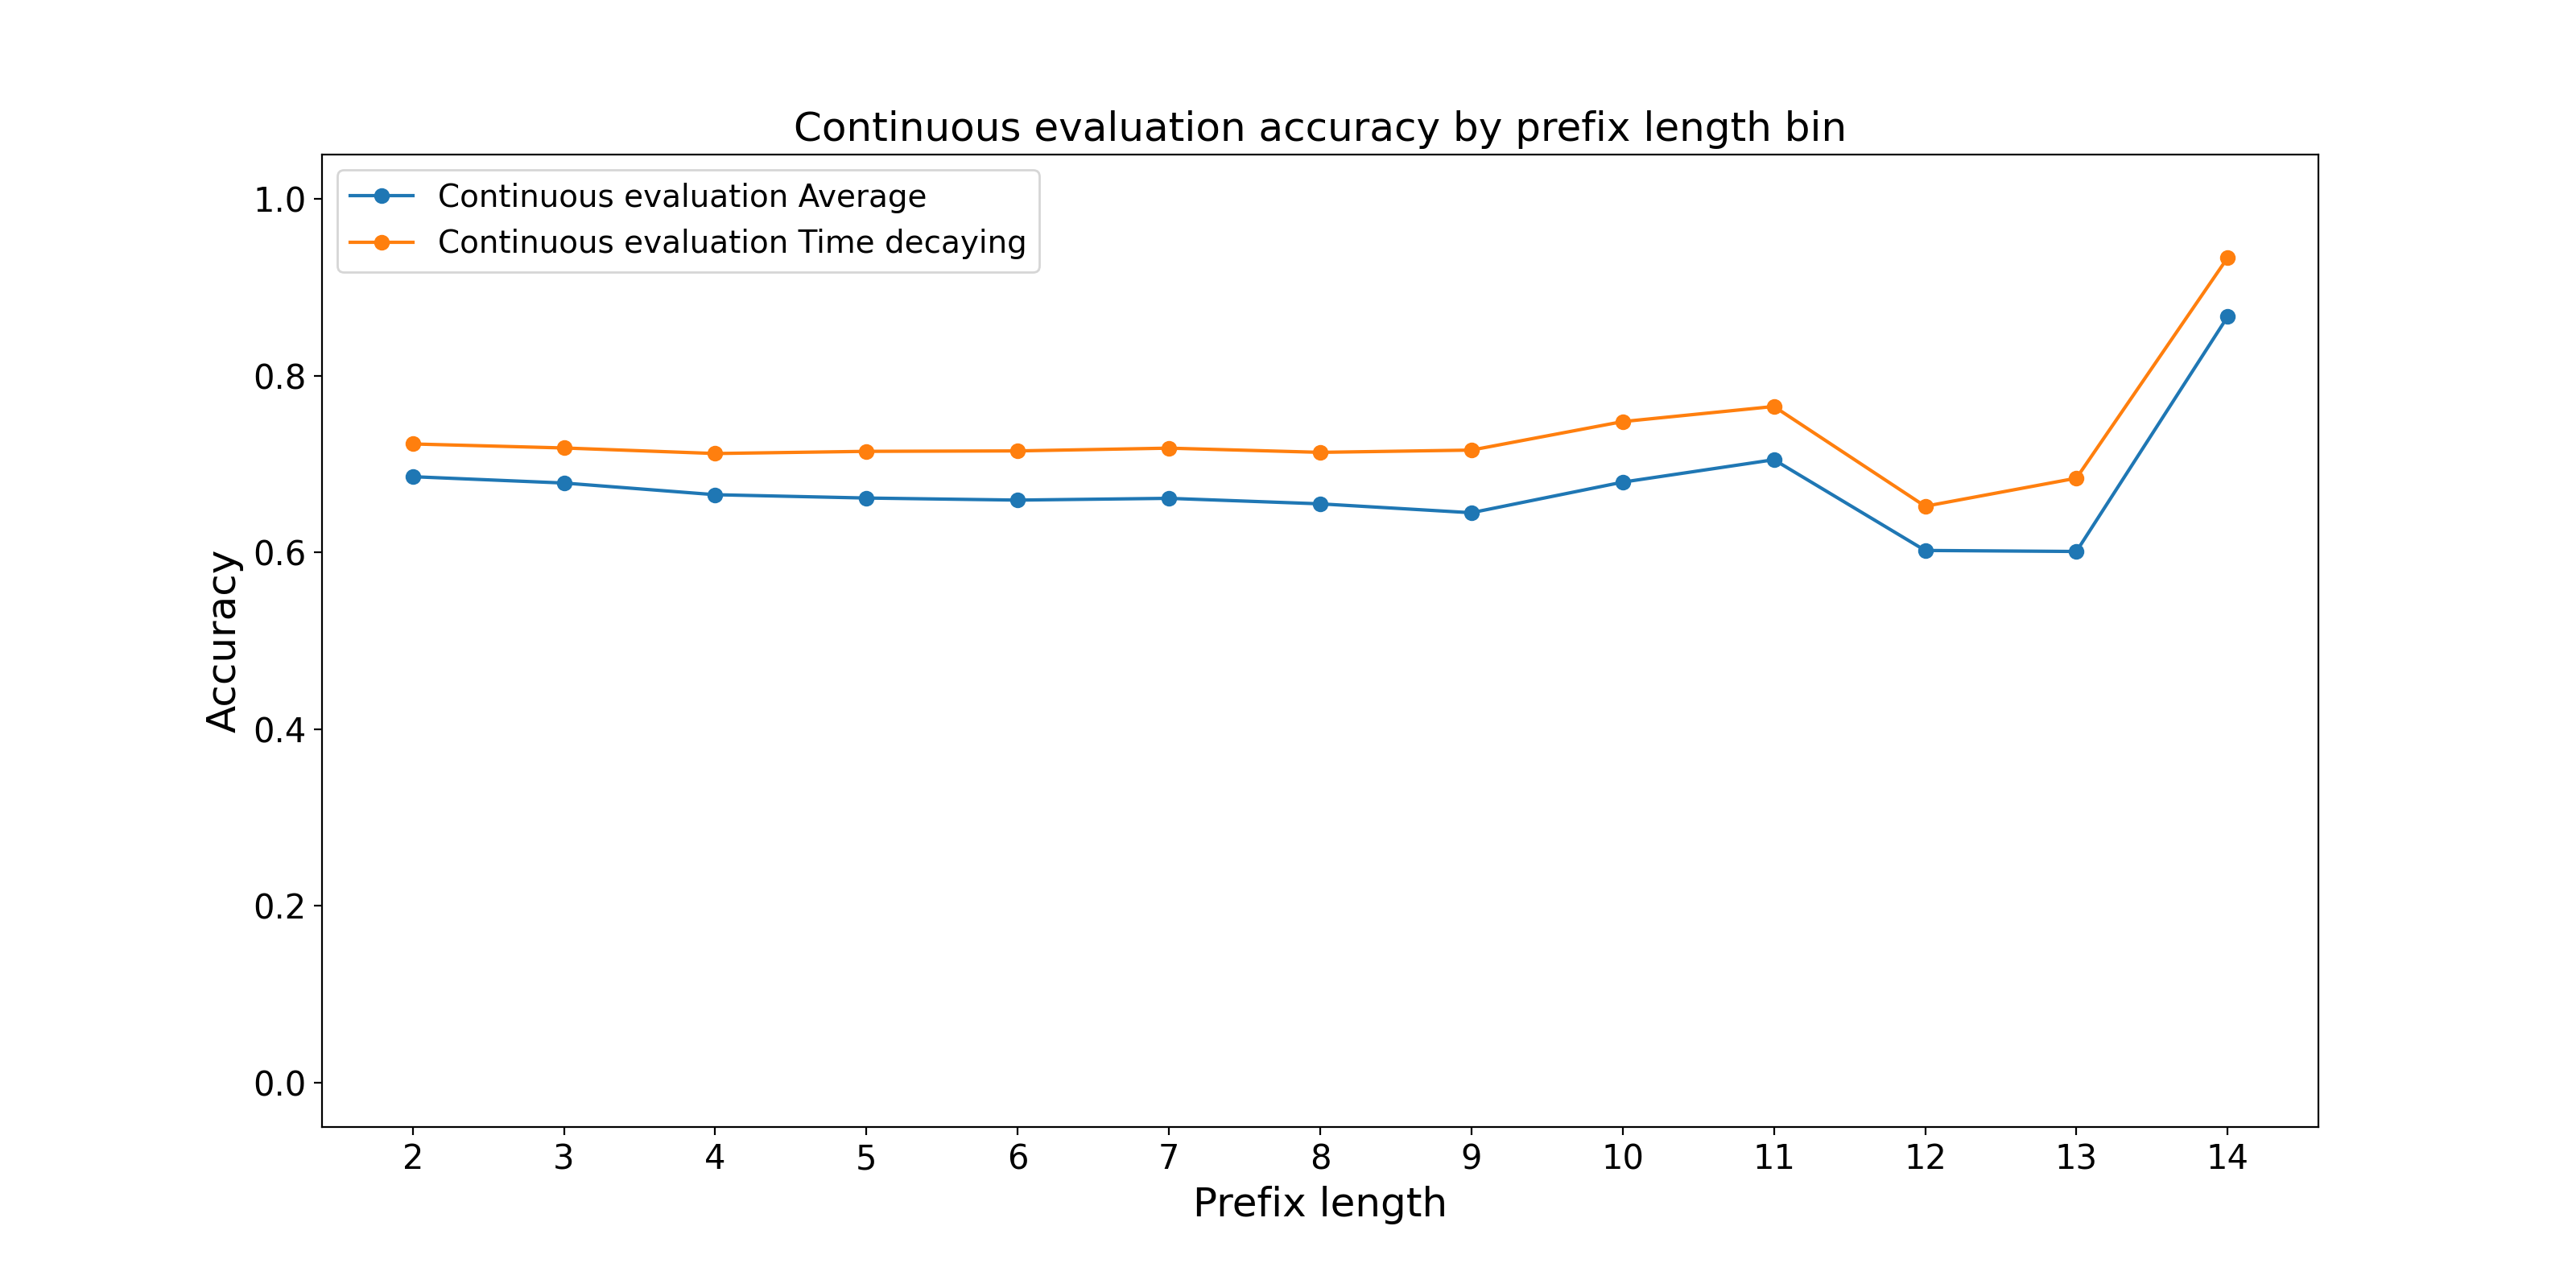 Continuous evaluation accuracy by prefix length bin
Continuous evaluation Average
Continuous evaluation Time decaying
1.0
0.8
0.6
0.4
0.2
0.0
Accuracy
2 3 4 5 6 7 8 9 10 11 12 13 14
Prefix length